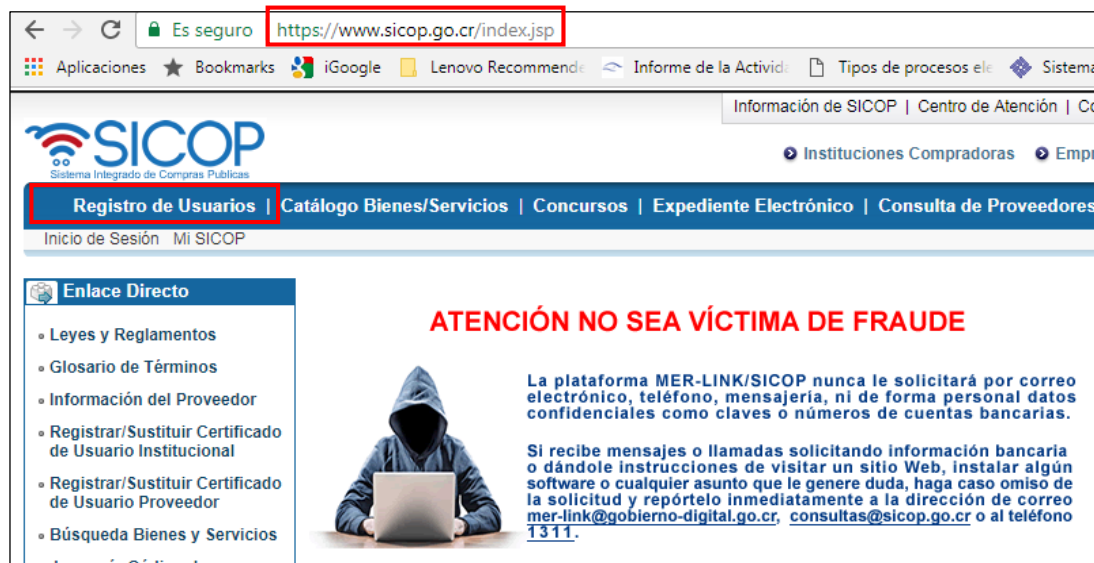 Es seguro https://www.sicop.go.cr/index.jsp
Aplicaciones Bookmarks iGoogle Lenovo Recommende Informe de la Activida Tipos de procesos ele Sistema
Información de SICOP | Centro de Atención | Co
SICOP
Sistema Integrado de Compras Publicas
Instituciones Compradoras Empr
Registro de Usuarios | Catálogo Bienes/Servicios | Concursos | Expediente Electrónico | Consulta de Proveedores
Inicio de Sesión Mi SICOP
Enlace Directo
Leyes y Reglamentos
Glosario de Términos
Información del Proveedor
Registrar/Sustituir Certificado
de Usuario Institucional
Registrar/Sustituir Certificado
de Usuario Proveedor
Búsqueda Bienes y Servicios
ATENCIÓN NO SEA VÍCTIMA DE FRAUDE
La plataforma MER-LINK/SICOP nunca le solicitará por correo
electrónico, teléfono, mensajería, ni de forma personal datos
confidenciales como claves o números de cuentas bancarias.
Si recibe mensajes o llamadas solicitando información bancaria
o dándole instrucciones de visitar un sitio Web, instalar algún
software o cualquier asunto que le genere duda, haga caso omiso de
la solicitud y repórtelo inmediatamente a la dirección de correo
mer-link@gobierno-digital.go.cr, consultas@sicop.go.cr o al teléfono
1311.